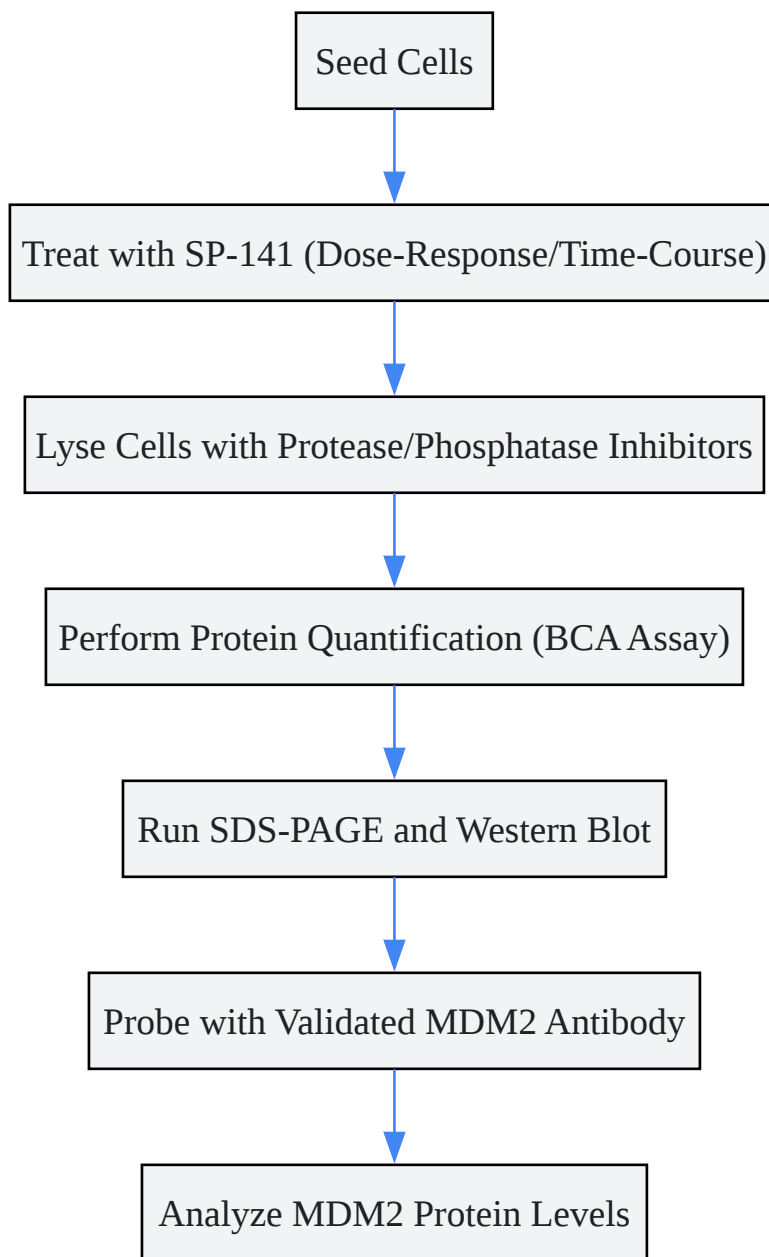 Seed Cells
Treat with SP-141 (Dose-Response/Time-Course)
Lyse Cells with Protease/Phosphatase Inhibitors
Perform Protein Quantification (BCA Assay)
Run SDS-PAGE and Western Blot
Probe with Validated MDM2 Antibody
Analyze MDM2 Protein Levels